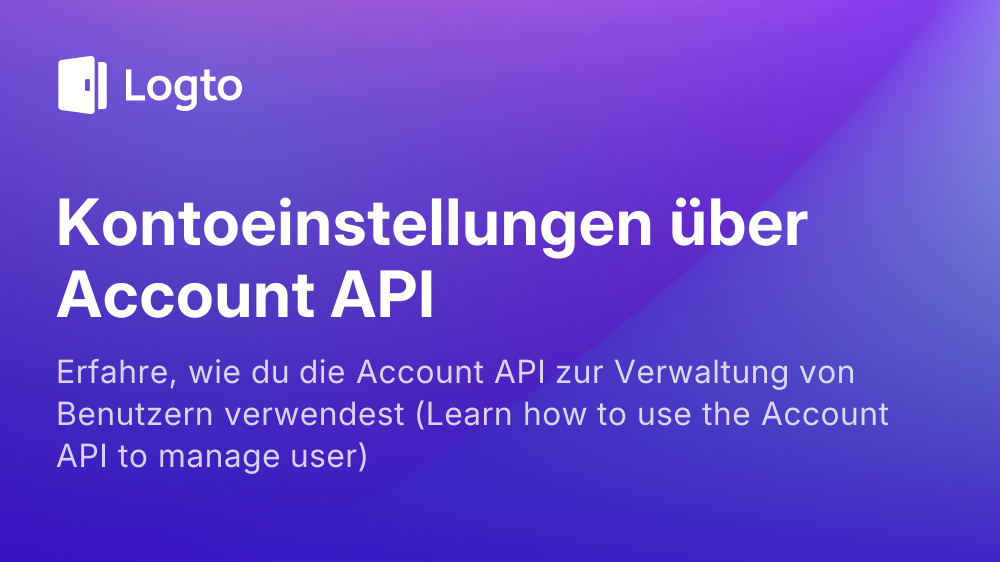 Logto
Kontoeinstellungen über
Account API
Erfahre, wie du die Account API zur Verwaltung von
Benutzern verwendest (Learn how to use the Account
API to manage user)